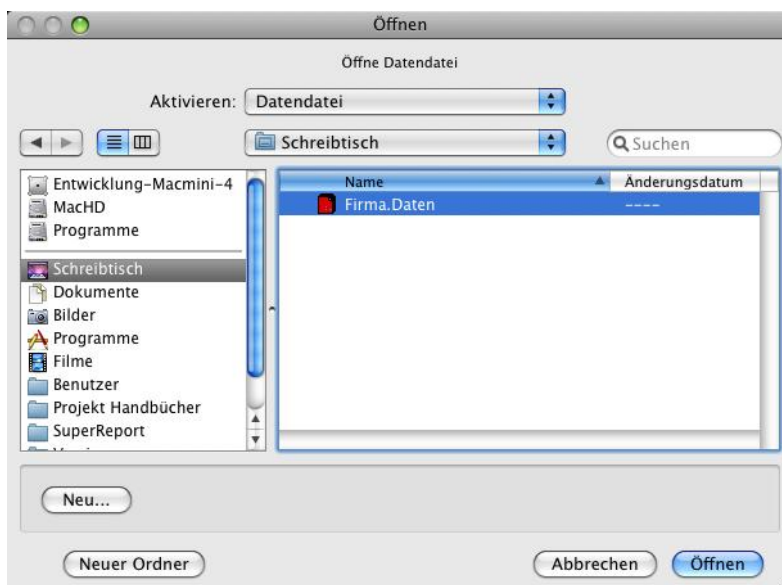 Öffnen
Öffne Datendatei
Aktivieren: Datendatei
Schreibtisch
Suchen
Entwicklung-Macmini-4
MacHD
Programme
Schreibtisch
Dokumente
Bilder
Programme
Filme
Benutzer
Projekt Handbücher
SuperReport
Name Änderungsdatum
Firma.Daten ----
Neu...
Neuer Ordner Abbrechen Öffnen